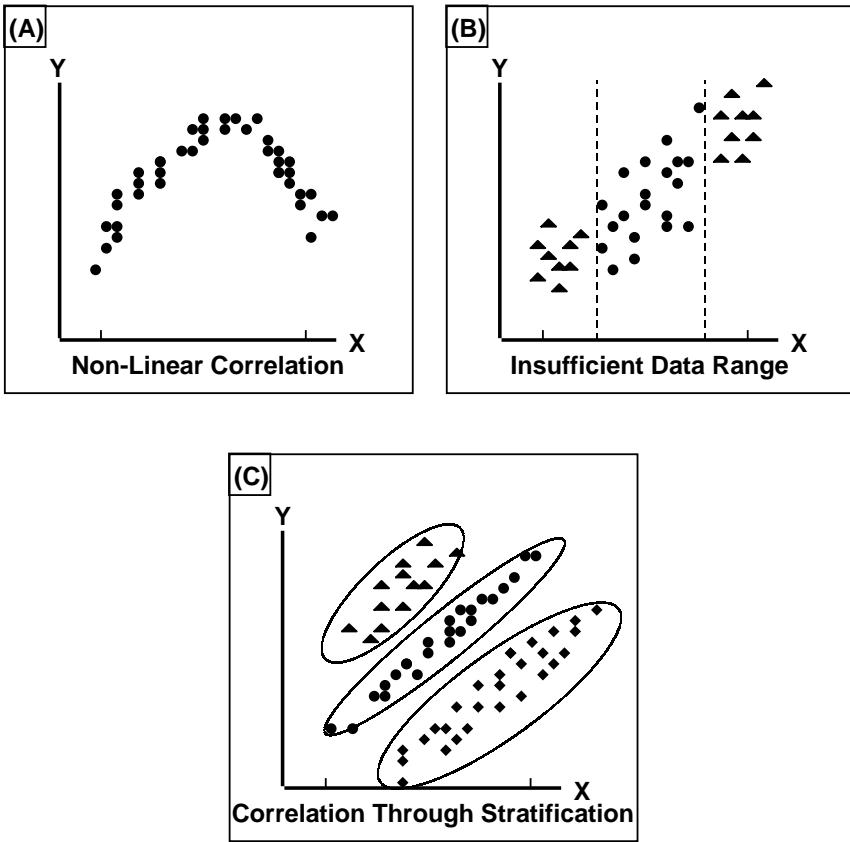 (A)
Y
X
Non-Linear Correlation
(B)
Y
X
Insufficient Data Range
(C)
Y
X
Correlation Through Stratification